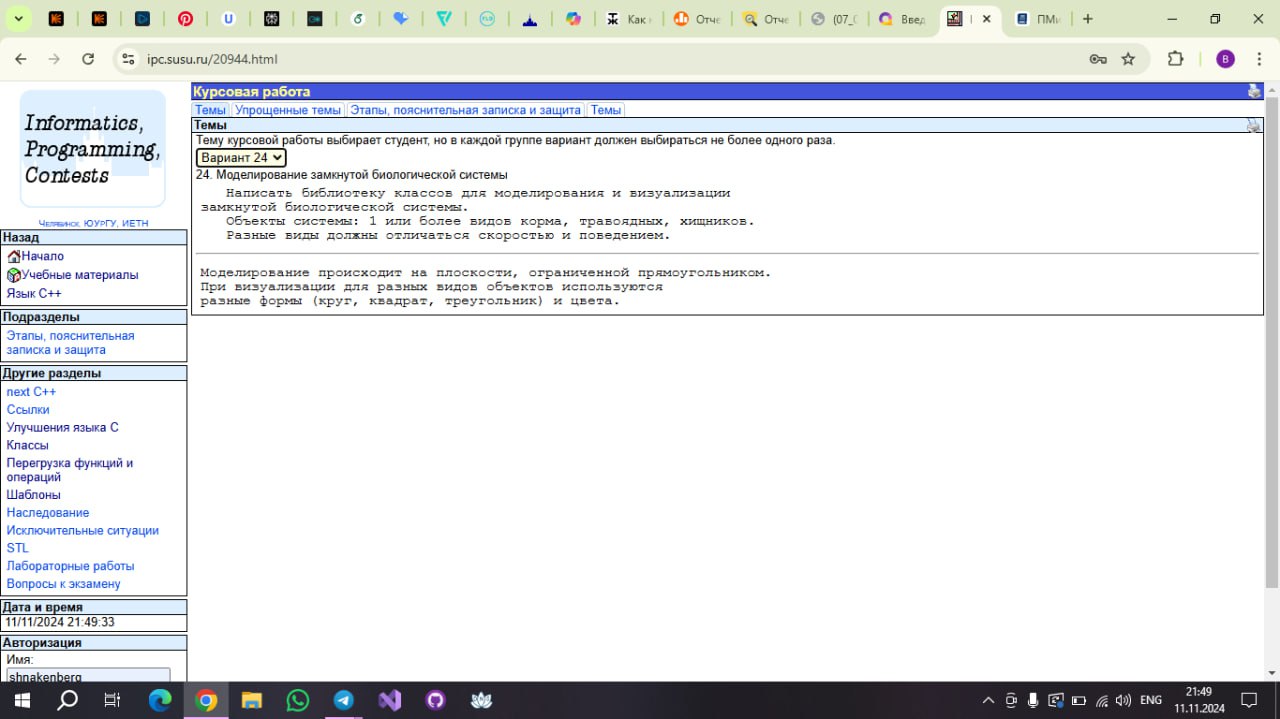 Как
Отче
Отче
(07_0
Введ
ПМи
ipc.susu.ru/20944.html
B
Informatics,
Programming,
Contests
Челябинск, ЮУРГУ, ИЕТН
Назад
Начало
Учебные материалы
Язык C++
Подразделы
Этапы, пояснительная
записка и защита
Другие разделы
next C++
Ссылки
Улучшения языка C
Классы
Перегрузка функций и
операций
Шаблоны
Наследование
Исключительные ситуации
STL
Лабораторные работы
Вопросы к экзамену
Дата и время
11/11/2024 21:49:33
Авторизация
Имя:
shnakenberg
Курсовая работа
Темы Упрощенные темы Этапы, пояснительная записка и защита Темы
Темы
Тему курсовой работы выбирает студент, но в каждой группе вариант должен выбираться не более одного раза.
Вариант 24
24. Моделирование замкнутой биологической системы
Написать библиотеку классов для моделирования и визуализации
замкнутой биологической системы.
Объекты системы: 1 или более видов корма, травоядных, хищников.
Разные виды должны отличаться скоростью и поведением.
Моделирование происходит на плоскости, ограниченной прямоугольником.
При визуализации для разных видов объектов используются
разные формы (круг, квадрат, треугольник) и цвета.
ENG
21:49
11.11.2024